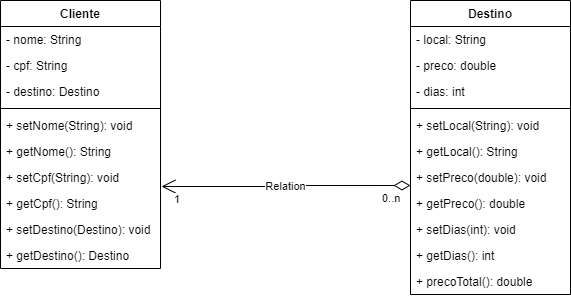 Cliente
- nome: String
- cpf: String
- destino: Destino
+ setNome(String): void
+ getNome(): String
+ setCpf(String): void
+ getCpf(): String
+ setDestino(Destino): void
+ getDestino(): Destino
Relation
1
0..n
Destino
- local: String
- preco: double
- dias: int
+ setLocal(String): void
+ getLocal(): String
+ setPreco(double): void
+ getPreco(): double
+ setDias(int): void
+ getDias(): int
+ precoTotal(): double